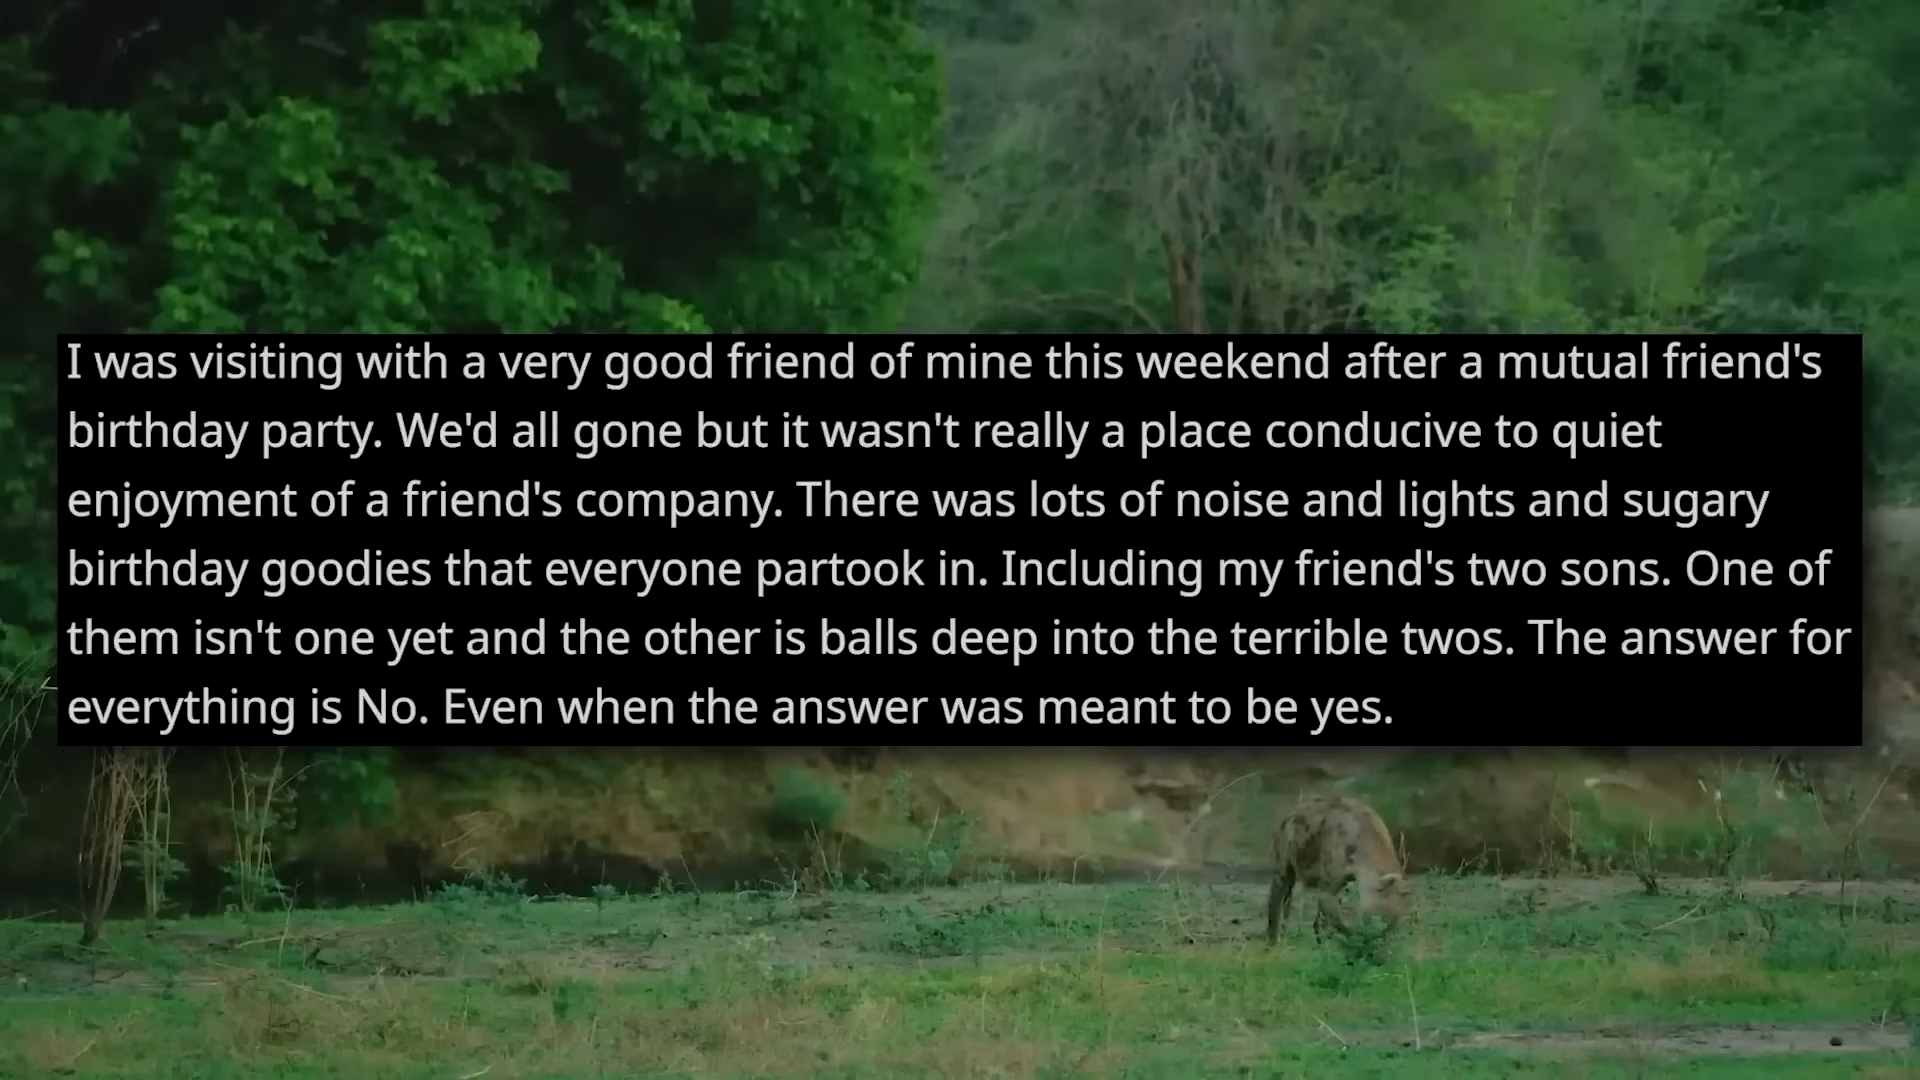 I was visiting with a very good friend of mine this weekend after a mutual friend's
birthday party. We'd all gone but it wasn't really a place conducive to quiet
enjoyment of a friend's company. There was lots of noise and lights and sugary
birthday goodies that everyone partook in. Including my friend's two sons. One of
them isn't one yet and the other is balls deep into the terrible twos. The answer for
everything is No. Even when the answer was meant to be yes.